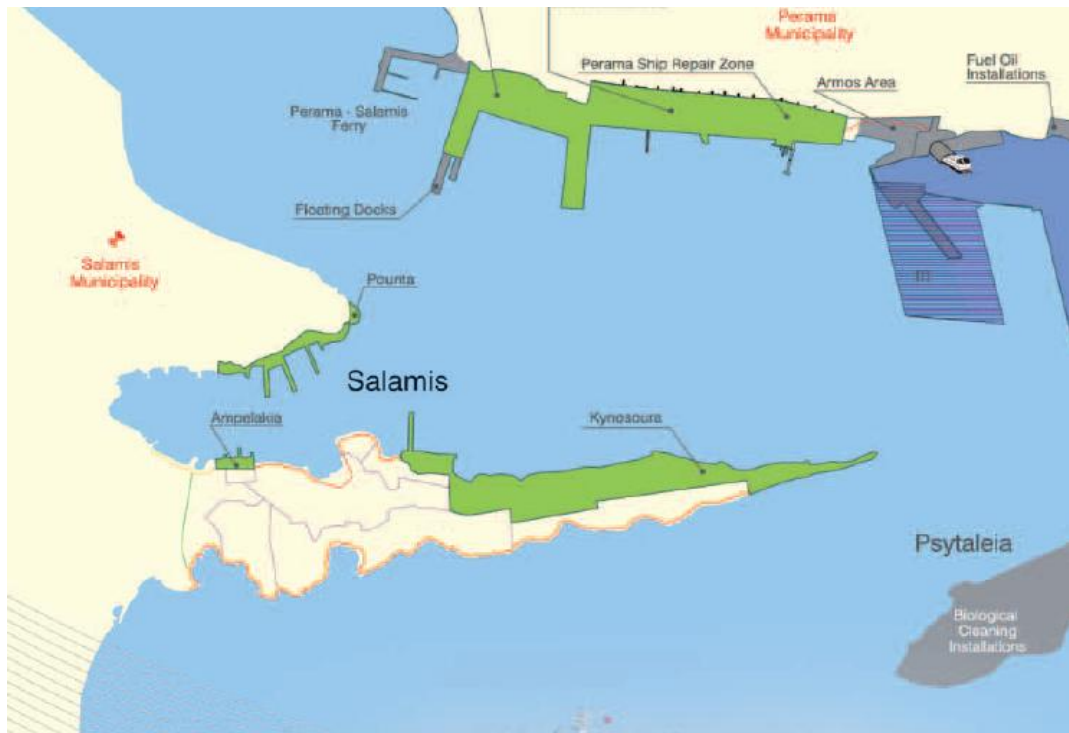 Perama
Municipality
Perama Ship Repair Zone
Fuel Oil
Installations
Armos Area
Perama - Salamis
Ferry
Floating Docks
Salamis
Municipality
Pounta
III
Salamis
Ampelakia
Kynosoura
Psytaleia
Biological
Cleaning
Installations